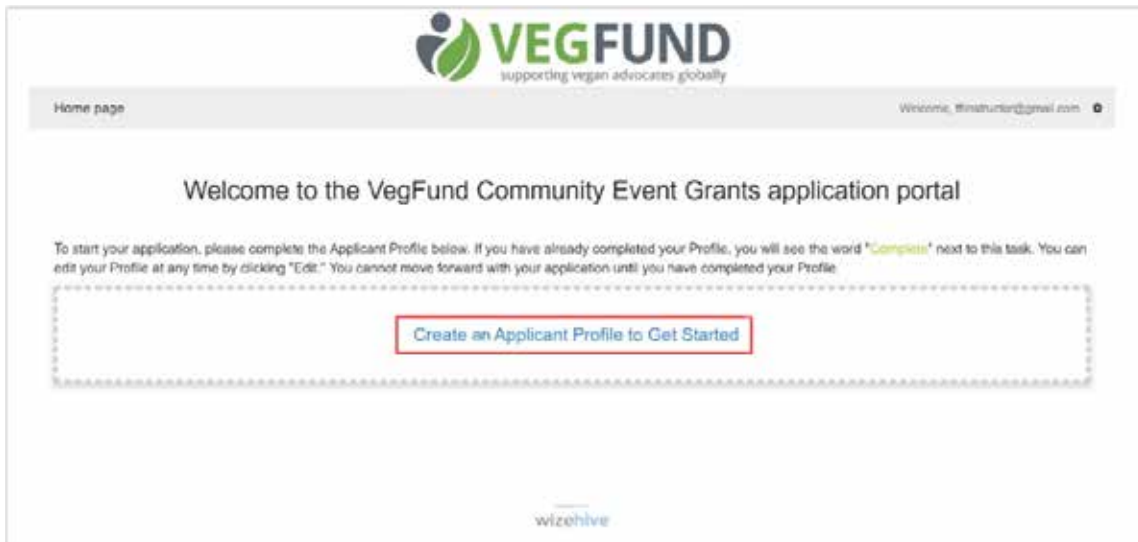 VEGFUND
supporting vegan advocates globally
Home page
Welcome, tfinstructor@gmail.com
Welcome to the VegFund Community Event Grants application portal
To start your application, please complete the Applicant Profile below. If you have already completed your Profile, you will see the word "Complete" next to this task. You can
edit your Profile at any time by clicking "Edit." You cannot move forward with your application until you have completed your Profile
Create an Applicant Profile to Get Started
wizehive